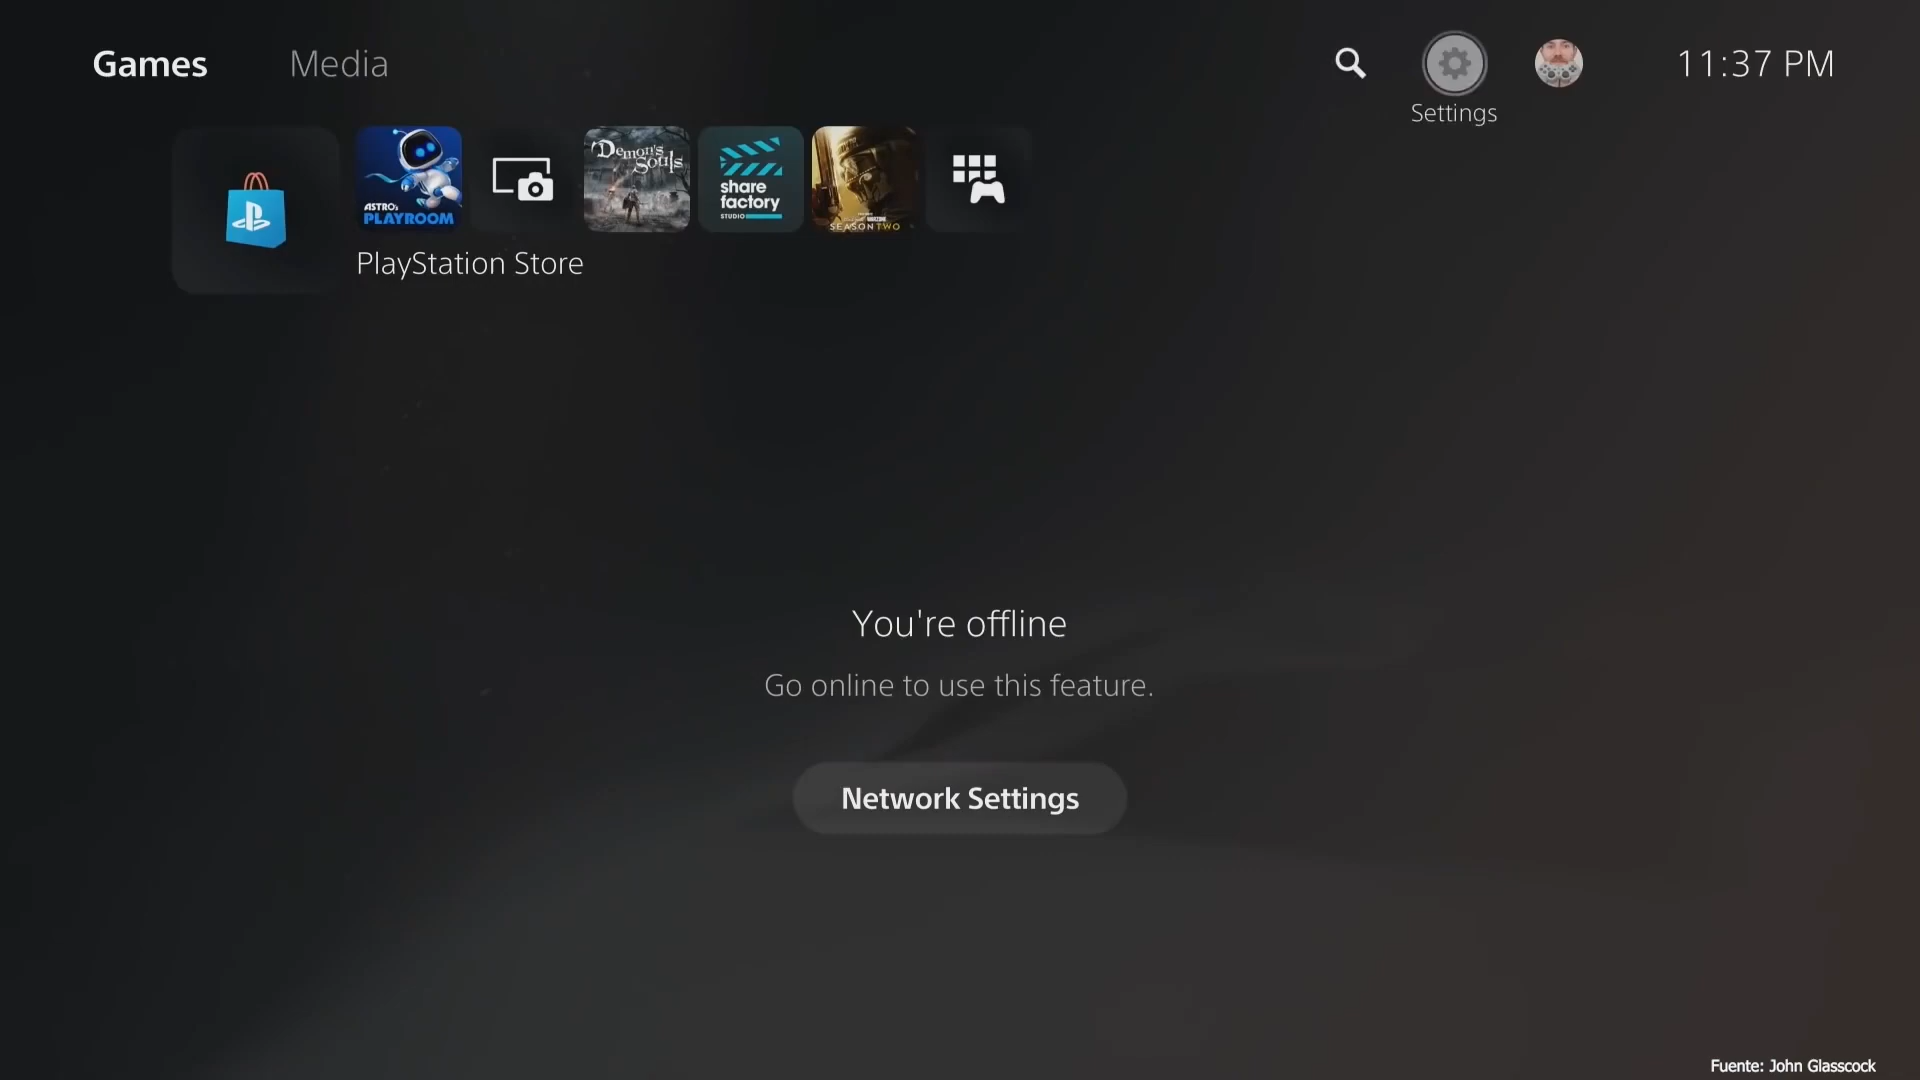 Games
Media
11:37 PM
Settings
ASTRO's
PLAYROOM
Demon's
Souls
share
factory
STUDIO
WARZONE
SEASON TWO
PlayStation Store
You're offline
Go online to use this feature.
Network Settings
Fuente: John Glasscock